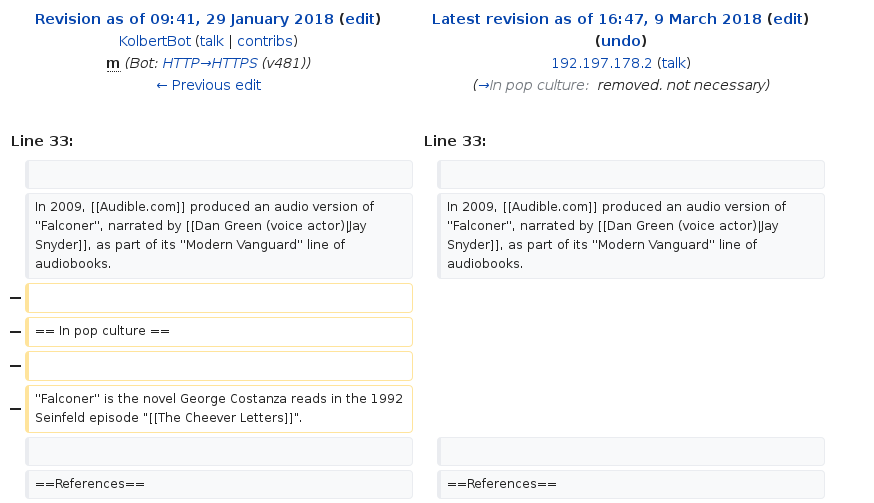 Revision as of 09:41, 29 January 2018 (edit)
KolbertBot (talk | contribs)
m (Bot: HTTP→HTTPS (v481))
← Previous edit
Latest revision as of 16:47, 9 March 2018 (edit)
(undo)
192.197.178.2 (talk)
(→In pop culture: removed. not necessary)
Line 33:
Line 33:
In 2009, [[Audible.com]] produced an audio version of
''Falconer'', narrated by [[Dan Green (voice actor)|Jay
Snyder]], as part of its "Modern Vanguard" line of
audiobooks.
In 2009, [[Audible.com]] produced an audio version of
''Falconer'', narrated by [[Dan Green (voice actor)|Jay
Snyder]], as part of its "Modern Vanguard" line of
audiobooks.
−
− == In pop culture ==
−
− ''Falconer'' is the novel George Costanza reads in the 1992
Seinfeld episode "[[The Cheever Letters]]".
==References==
==References==